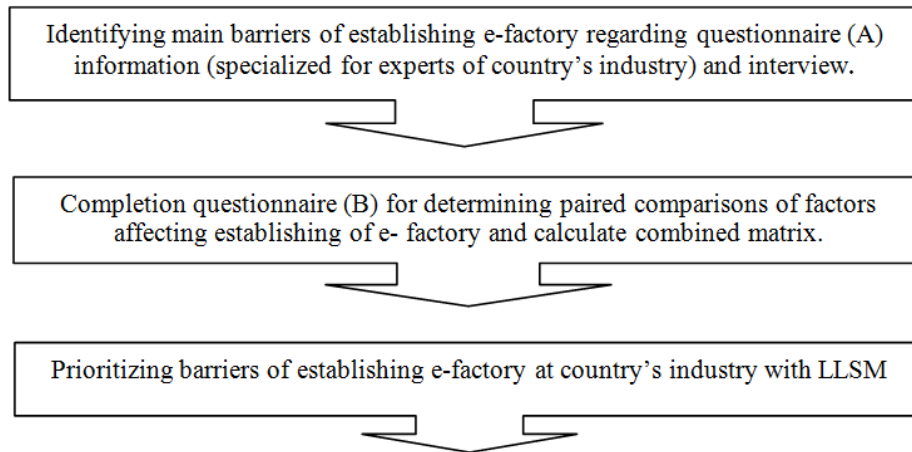 Identifying main barriers of establishing e-factory regarding questionnaire (A)
information (specialized for experts of country’s industry) and interview.
Completion questionnaire (B) for determining paired comparisons of factors
affecting establishing of e- factory and calculate combined matrix.
Prioritizing barriers of establishing e-factory at country’s industry with LLSM